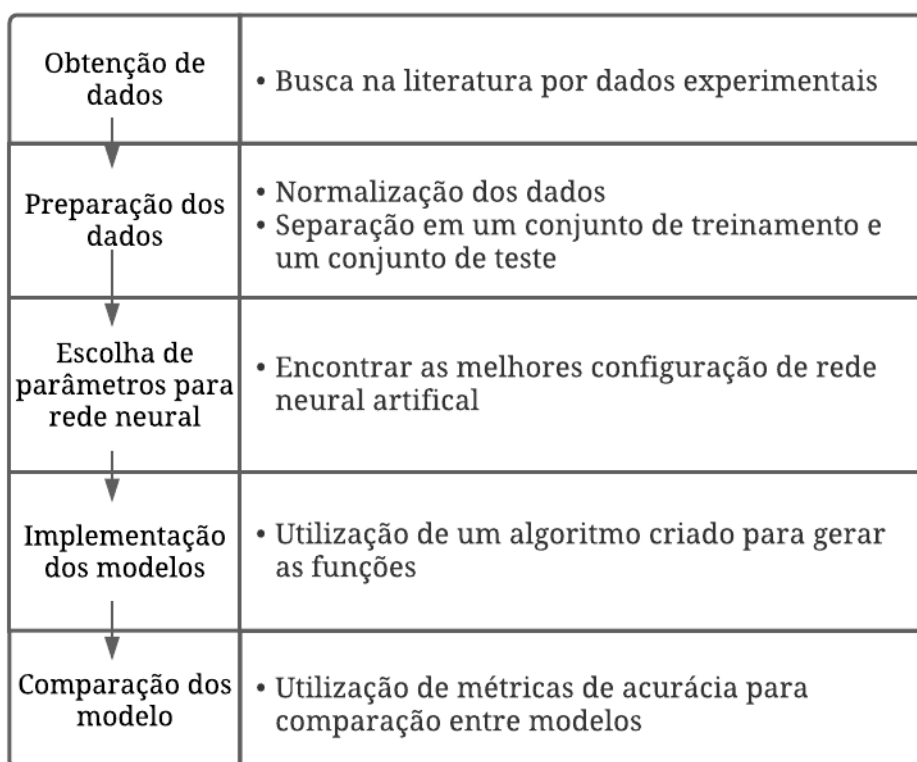 Obtenção de
dados
• Busca na literatura por dados experimentais
Preparação dos
dados
• Normalização dos dados
• Separação em um conjunto de treinamento e
um conjunto de teste
Escolha de
parâmetros para
rede neural
• Encontrar as melhores configuração de rede
neural artifical
Implementação
dos modelos
• Utilização de um algoritmo criado para gerar
as funções
Comparação dos
modelo
• Utilização de métricas de acurácia para
comparação entre modelos